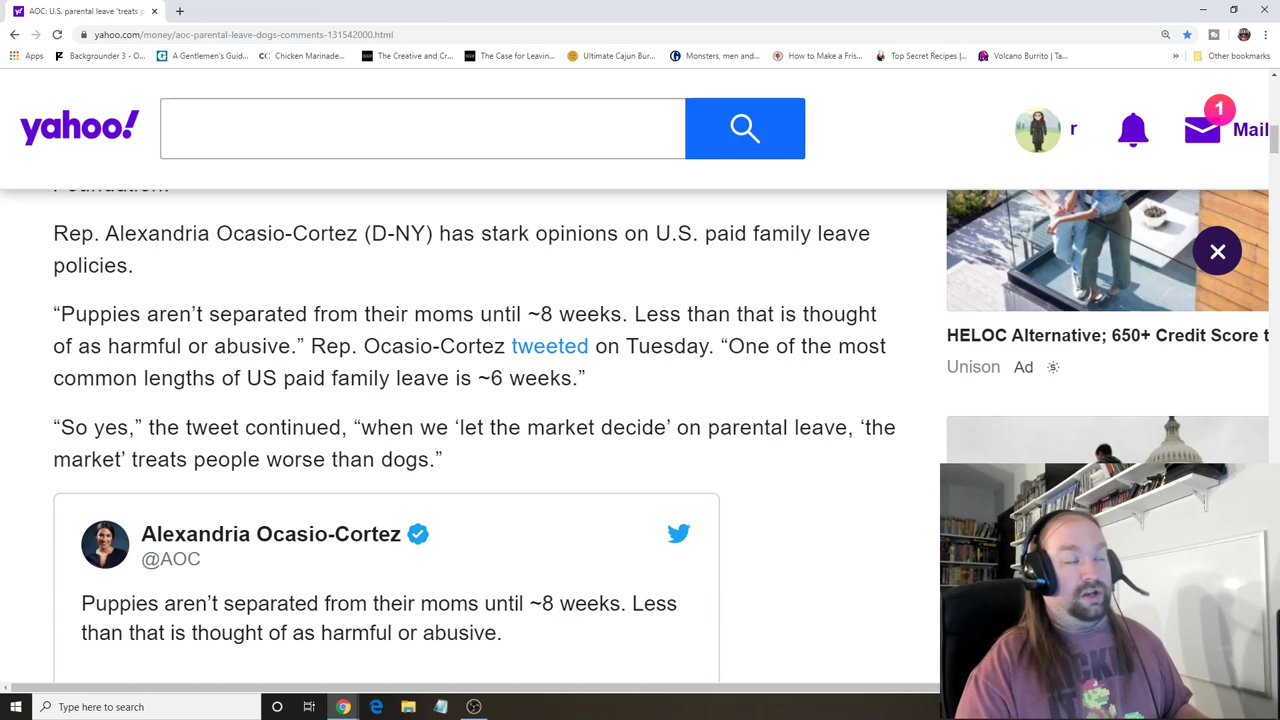 AOC: U.S. parental leave 'treats p
yahoo.com/money/aoc-parental-leave-dogs-comments-131542000.html
Apps
Backgrounder 3 - O...
A Gentlemen's Guid...
Chicken Marinade...
The Creative and Cr...
The Case for Leavin...
Ultimate Cajun Bur...
Monsters, men and...
How to Make a Fris...
Top Secret Recipes |...
Volcano Burrito | Ta...
Other bookmarks
yahoo!
r
1
Mail
Foundation.
Rep. Alexandria Ocasio-Cortez (D-NY) has stark opinions on U.S. paid family leave
policies.
“Puppies aren’t separated from their moms until ~8 weeks. Less than that is thought
of as harmful or abusive.” Rep. Ocasio-Cortez tweeted on Tuesday. “One of the most
common lengths of US paid family leave is ~6 weeks.”
“So yes,” the tweet continued, “when we ‘let the market decide’ on parental leave, ‘the
market’ treats people worse than dogs.”
Alexandria Ocasio-Cortez
@AOC
Puppies aren’t separated from their moms until ~8 weeks. Less
than that is thought of as harmful or abusive.
HELOC Alternative; 650+ Credit Score t
Unison Ad
Type here to search